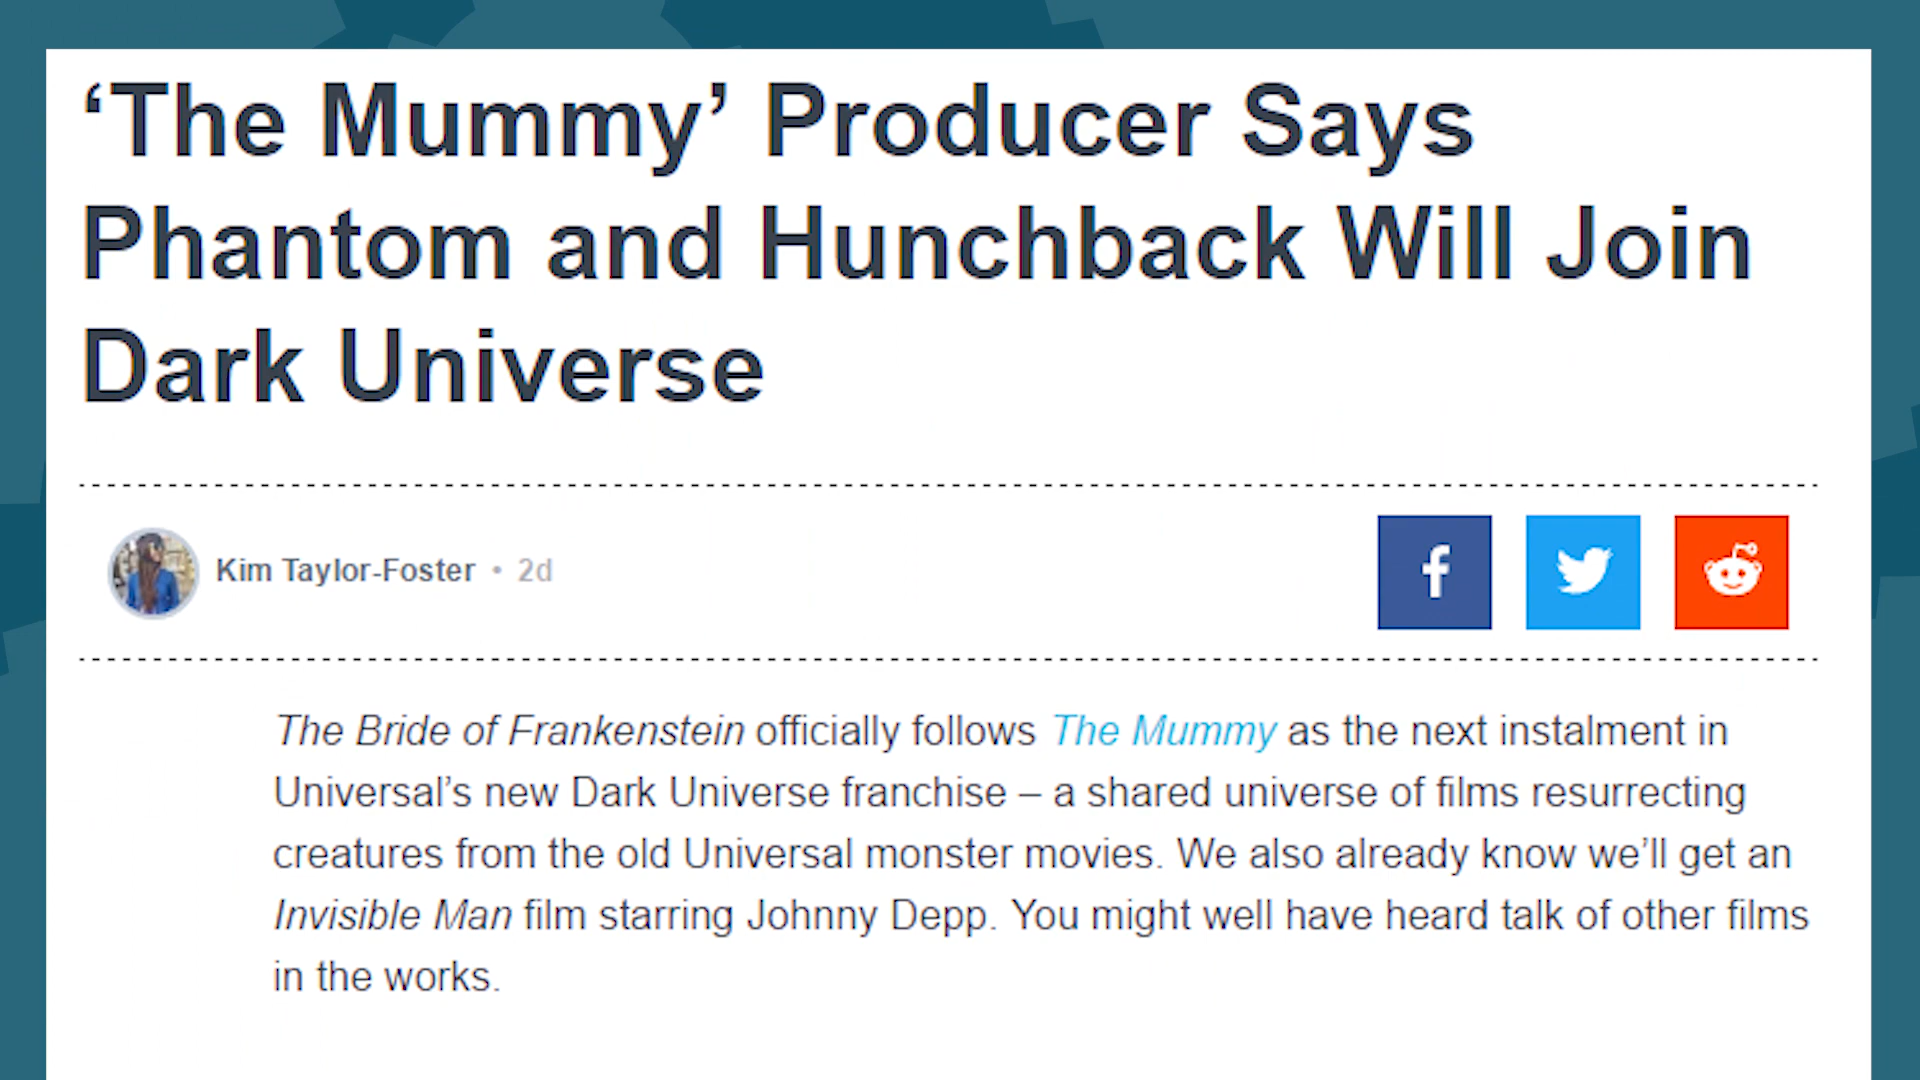 ‘The Mummy’ Producer Says
Phantom and Hunchback Will Join
Dark Universe
Kim Taylor-Foster • 2d
The Bride of Frankenstein officially follows The Mummy as the next instalment in
Universal’s new Dark Universe franchise – a shared universe of films resurrecting
creatures from the old Universal monster movies. We also already know we’ll get an
Invisible Man film starring Johnny Depp. You might well have heard talk of other films
in the works.